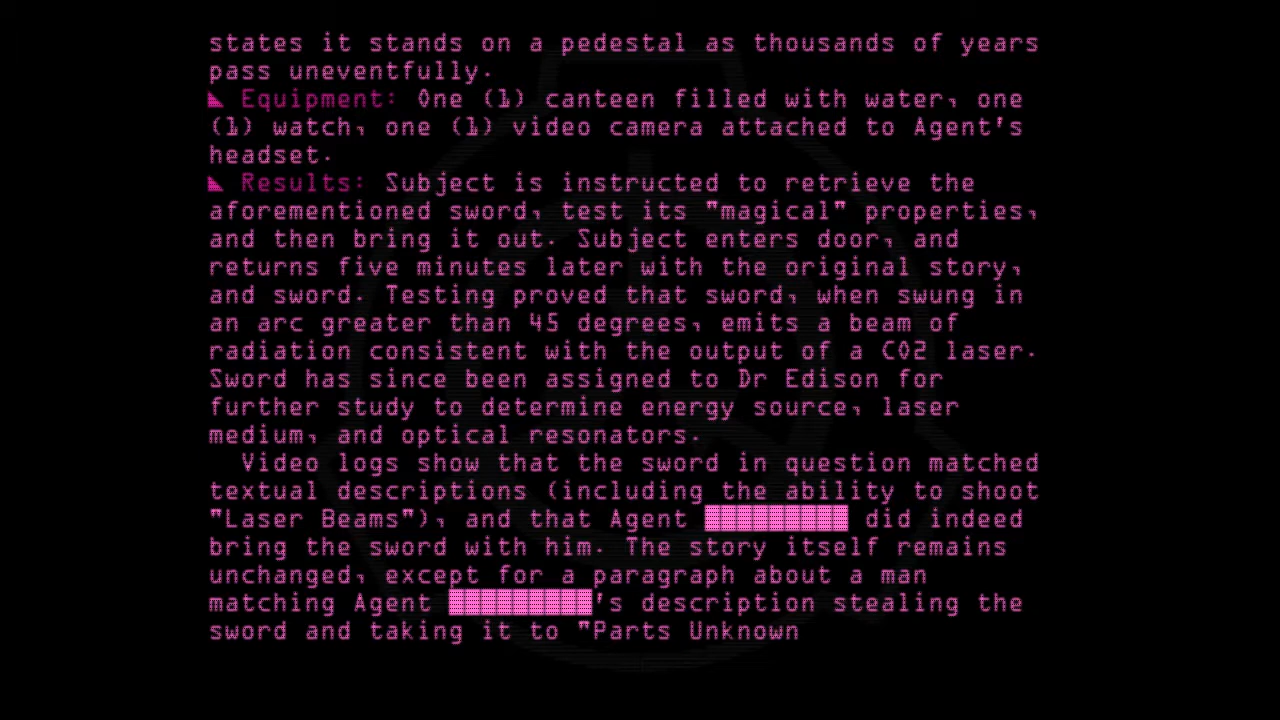 states it stands on a pedestal as thousands of years
pass uneventfully.
◣ Equipment: One (1) canteen filled with water, one
(1) watch, one (1) video camera attached to Agent's
headset.
◣ Results: Subject is instructed to retrieve the
aforementioned sword, test its "magical" properties,
and then bring it out. Subject enters door, and
returns five minutes later with the original story,
and sword. Testing proved that sword, when swung in
an arc greater than 45 degrees, emits a beam of
radiation consistent with the output of a CO2 laser.
Sword has since been assigned to Dr Edison for
further study to determine energy source, laser
medium, and optical resonators.
Video logs show that the sword in question matched
textual descriptions (including the ability to shoot
"Laser Beams"), and that Agent █████████ did indeed
bring the sword with him. The story itself remains
unchanged, except for a paragraph about a man
matching Agent █████████'s description stealing the
sword and taking it to "Parts Unknown